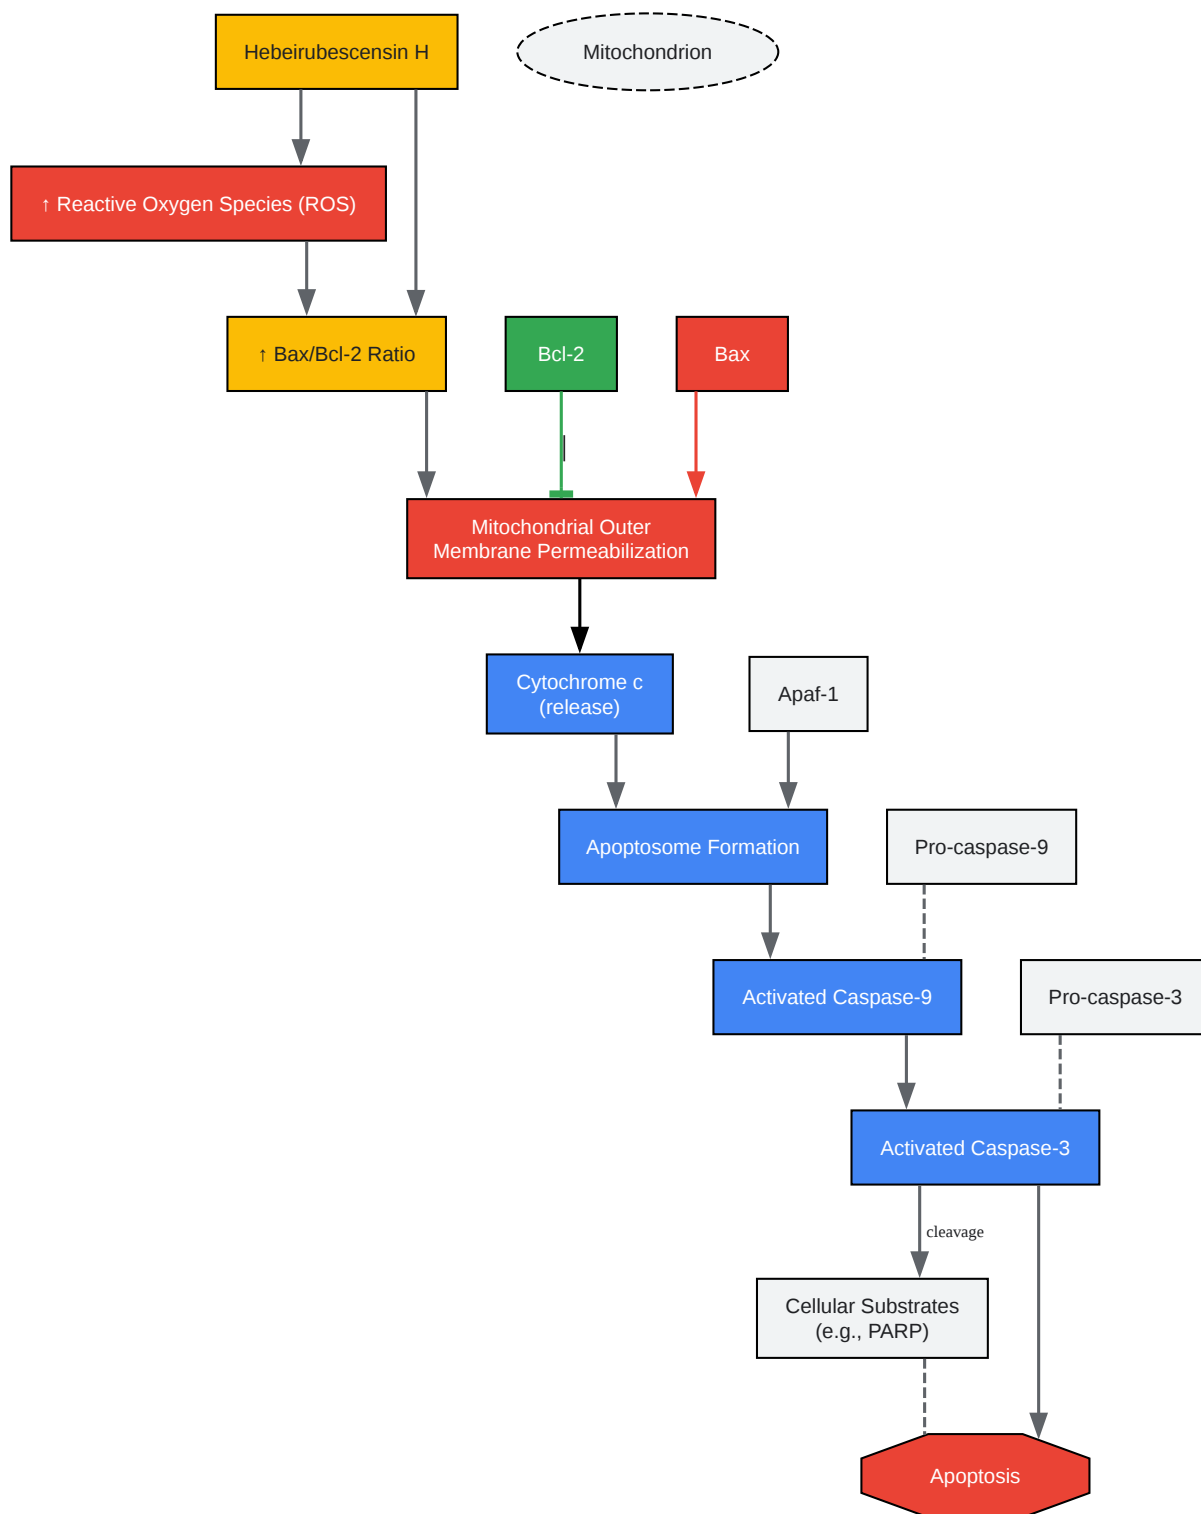 Hebeirubescensin H
Mitochondrion
↑ Reactive Oxygen Species (ROS)
↑ Bax/Bcl-2 Ratio
Bcl-2
Bax
|
Mitochondrial Outer
Membrane Permeabilization
Cytochrome c
(release)
Apaf-1
Apoptosome Formation
Pro-caspase-9
Activated Caspase-9
Pro-caspase-3
Activated Caspase-3
cleavage
Cellular Substrates
(e.g., PARP)
Apoptosis